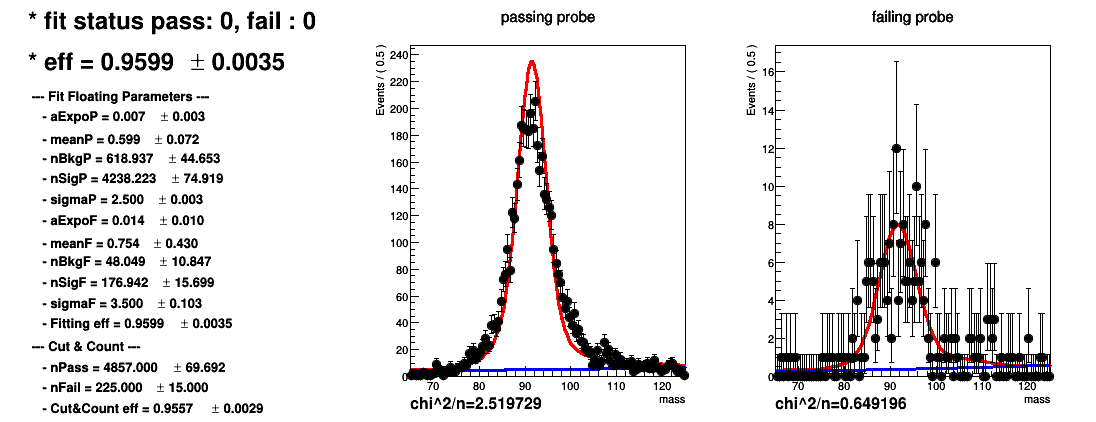 * fit status pass: 0, fail : 0
* eff = 0.9599 ± 0.0035
--- Fit Floating Parameters ---
- aExpoP = 0.007 ± 0.003
- meanP = 0.599 ± 0.072
- nBkgP = 618.937 ± 44.653
- nSigP = 4238.223 ± 74.919
- sigmaP = 2.500 ± 0.003
- aExpoF = 0.014 ± 0.010
- meanF = 0.754 ± 0.430
- nBkgF = 48.049 ± 10.847
- nSigF = 176.942 ± 15.699
- sigmaF = 3.500 ± 0.103
- Fitting eff = 0.9599 ± 0.0035
--- Cut & Count ---
- nPass = 4857.000 ± 69.692
- nFail = 225.000 ± 15.000
- Cut&Count eff = 0.9557 ± 0.0029
passing probe
Events / ( 0.5 )
220
200
180
160
140
120
100
80
60
40
20
0
70 80 90 100 110 120
mass
chi^2/n=2.519729
failing probe
Events / ( 0.5 )
16
14
12
10
8
6
4
2
0
70 80 90 100 110 120
mass
chi^2/n=0.649196